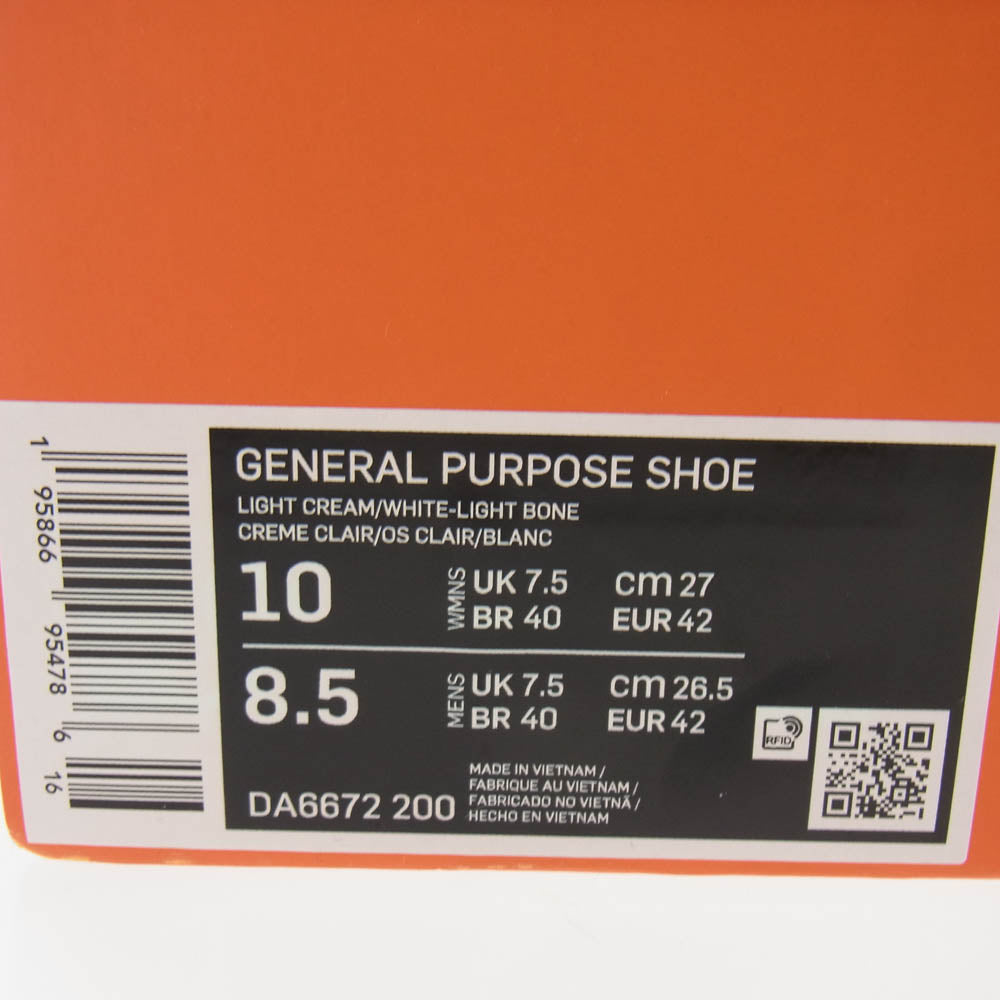 GENERAL PURPOSE SHOE
LIGHT CREAM/WHITE-LIGHT BONE
CREME CLAIR/OS CLAIR/BLANC
10 WMNS UK 7.5 cm 27
BR 40 EUR 42
8.5 MENS UK 7.5 cm 26.5
BR 40 EUR 42
DA6672 200
MADE IN VIETNAM /
FABRIQUE AU VIETNAM /
FABRICADO NO VIETNÃ /
HECHO EN VIETNAM
RFID
1 95866 95478 6 16